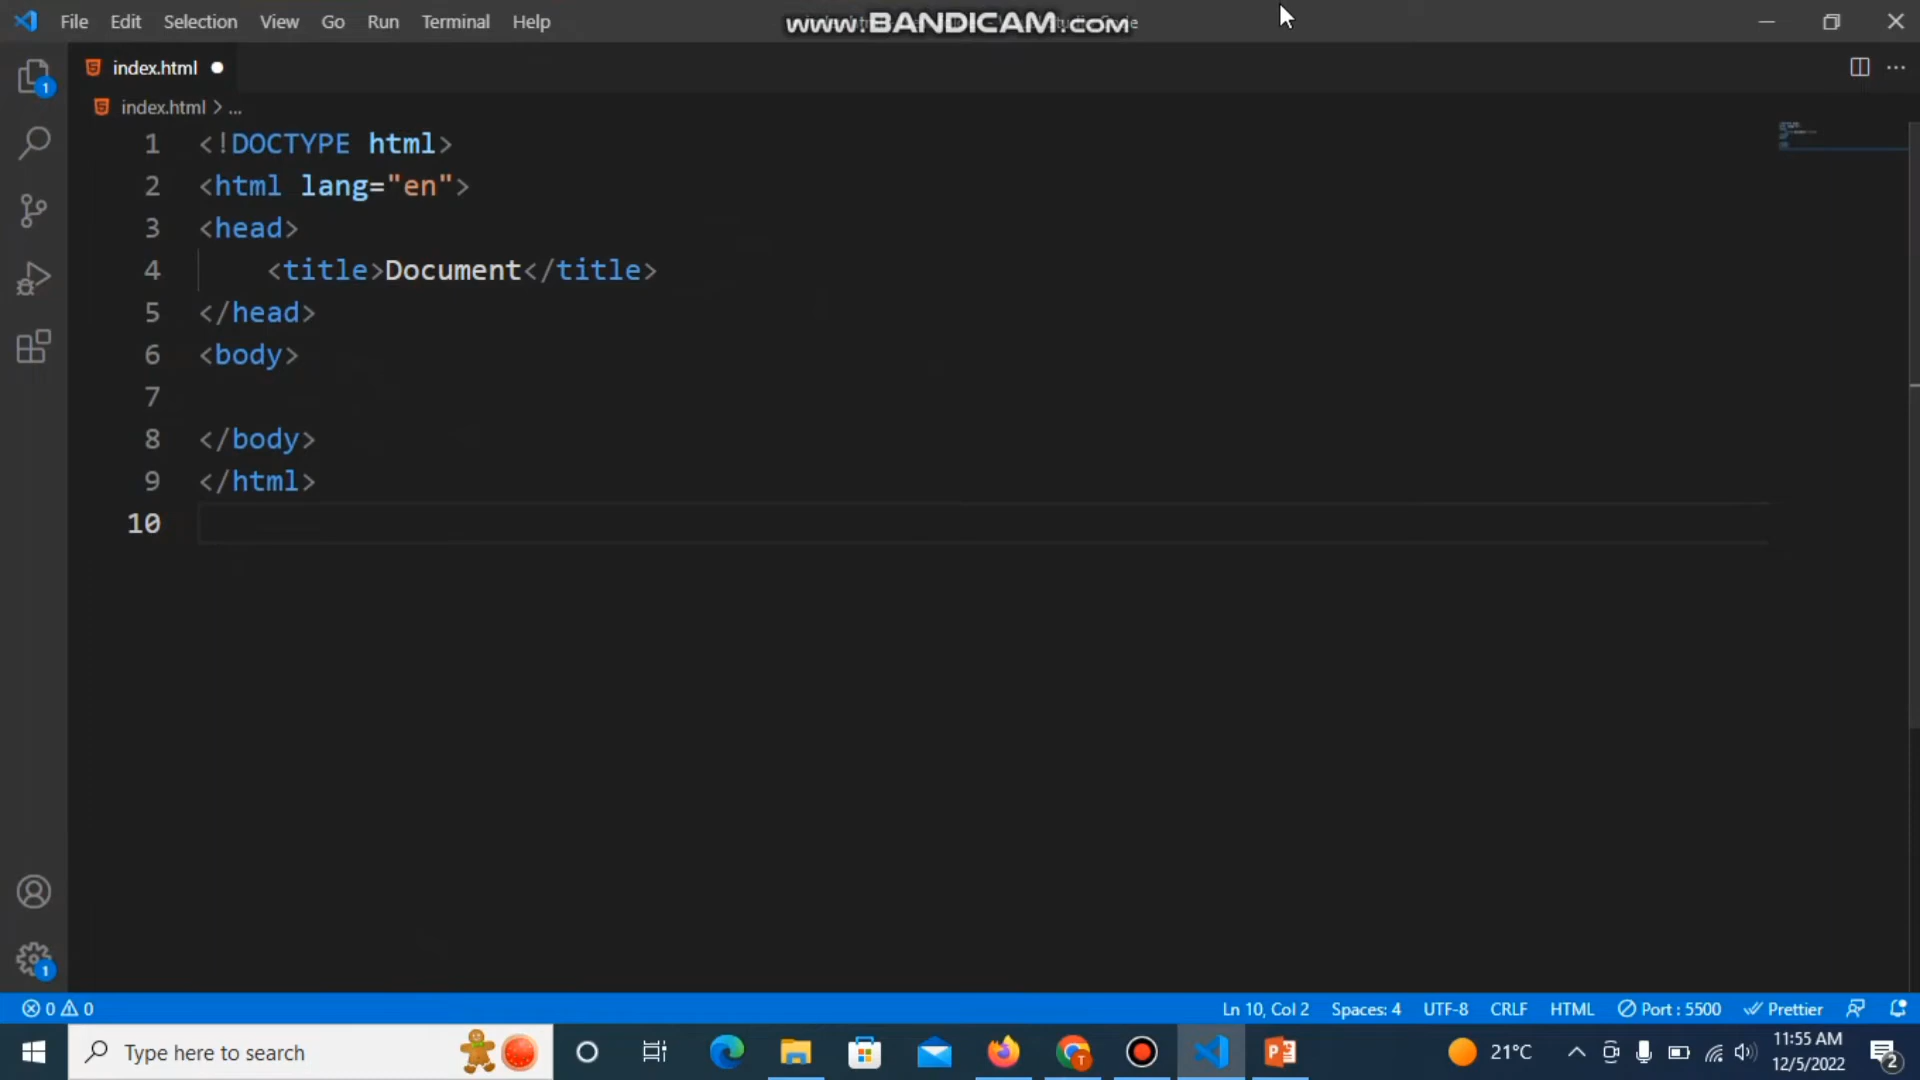 File Edit Selection View Go Run Terminal Help
www.BANDICAM.com
index.html
index.html > ...
1 <!DOCTYPE html>
2 <html lang="en">
3 <head>
4 <title>Document</title>
5 </head>
6 <body>
7
8 </body>
9 </html>
10
1
1
0 0
Ln 10, Col 2 Spaces: 4 UTF-8 CRLF HTML Port : 5500 Prettier
Type here to search
T
21°C
11:55 AM
12/5/2022
2